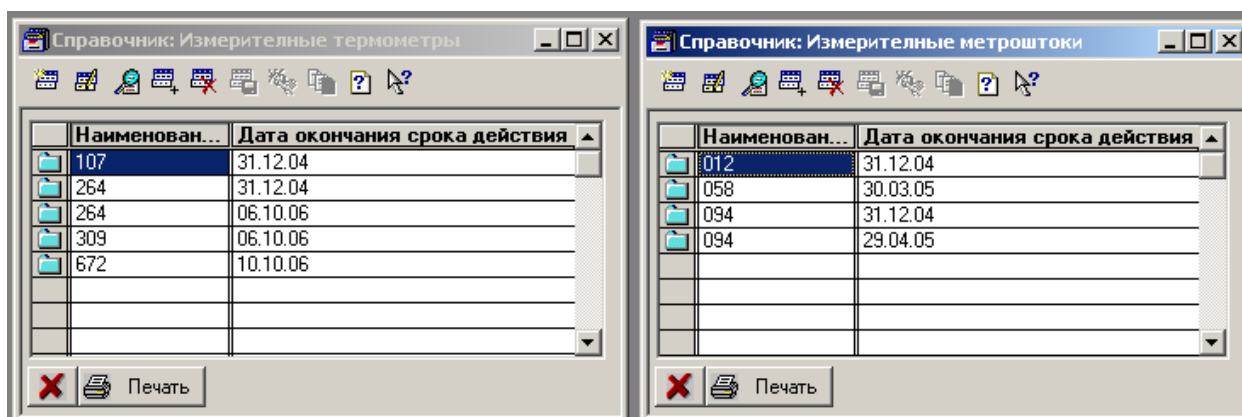 Справочник: Измерителные термометры
Наименован... Дата окончания срока действия
107 31.12.04
264 31.12.04
264 06.10.06
309 06.10.06
672 10.10.06
Печать
Справочник: Измерителные метроштоки
Наименован... Дата окончания срока действия
012 31.12.04
058 30.03.05
094 31.12.04
094 29.04.05
Печать